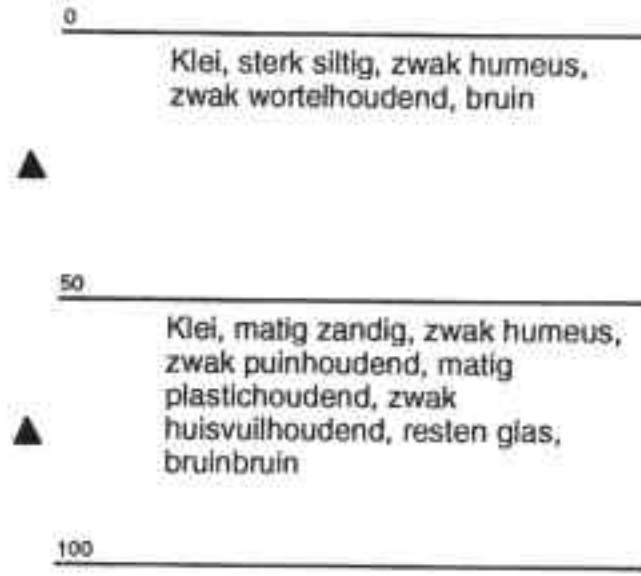 0
Klei, sterk siltig, zwak humeus,
zwak wortelhoudend, bruin
50
Klei, matig zandig, zwak humeus,
zwak puinhoudend, matig
plastichoudend, zwak
huisvuilhoudend, resten glas,
bruinbruin
100